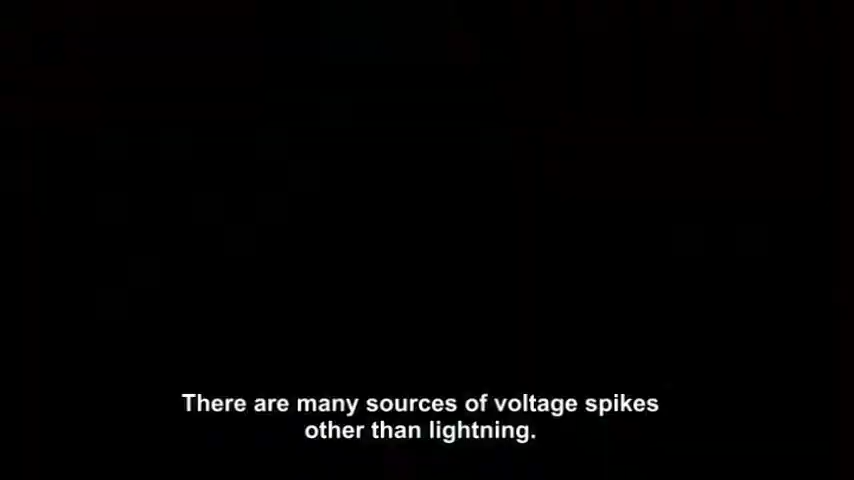 There are many sources of voltage spikes
other than lightning.